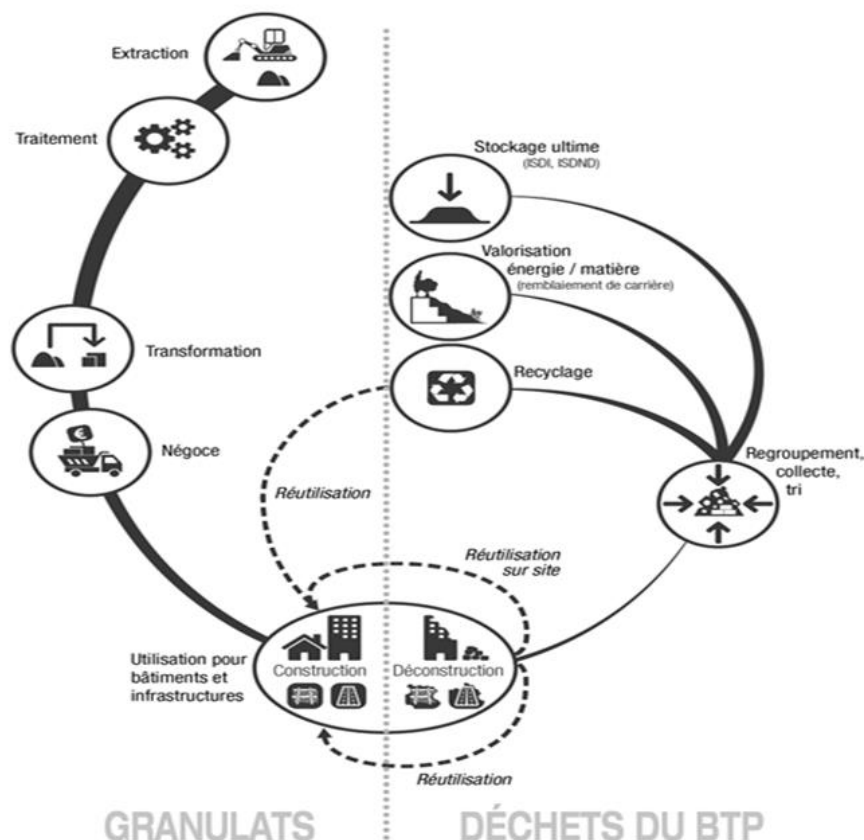 Extraction
Traitement
Transformation
Négoce
Utilisation pour
bâtiments et
infrastructures
Construction
Déconstruction
Réutilisation
Réutilisation
sur site
Réutilisation
Stockage ultime
(ISDI, ISDND)
Valorisation
énergie / matière
(remblaiement de carrière)
Recyclage
Regroupement,
collecte,
tri
GRANULATS
DÉCHETS DU BTP